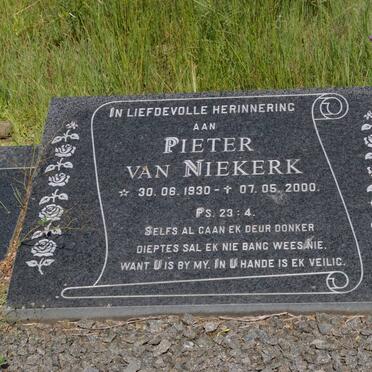 IN LIEFDEVOLLE HERINNERING
AAN
PIETER
VAN NIEKERK
☆ 30. 06. 1930 - ✝ 07. 05. 2000.
PS. 23 : 4.
SELFS AL GAAN EK DEUR DONKER
DIEPTES SAL EK NIE BANG WEES NIE,
WANT U IS BY MY. IN U HANDE IS EK VEILIG.